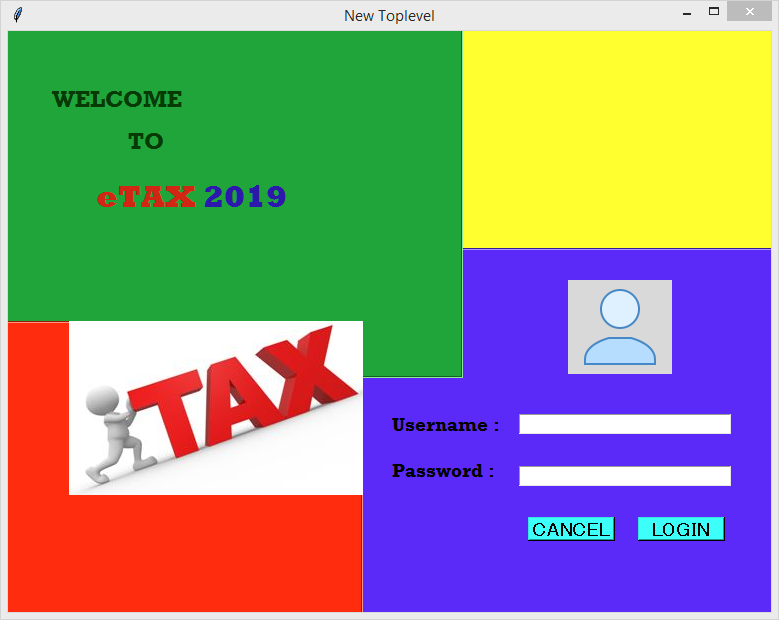 New Toplevel
WELCOME
TO
eTAX 2019
TAX
Username :
Password :
CANCEL LOGIN